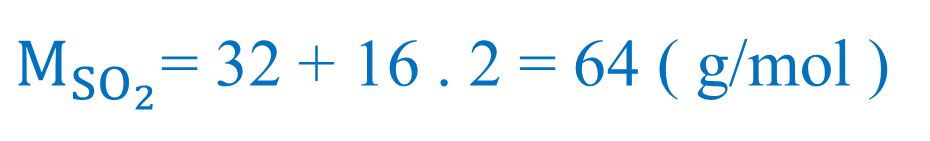 M_SO₂ = 32 + 16 . 2 = 64 ( g/mol )